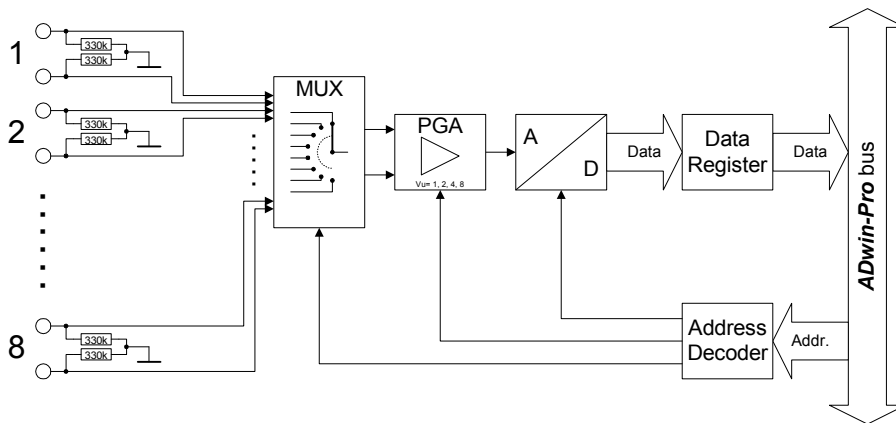 1
330k
330k
2
330k
330k
8
330k
330k
MUX
PGA
Vu= 1, 2, 4, 8
A
D
Data
Data
Register
Data
Address
Decoder
Addr.
ADwin-Pro bus